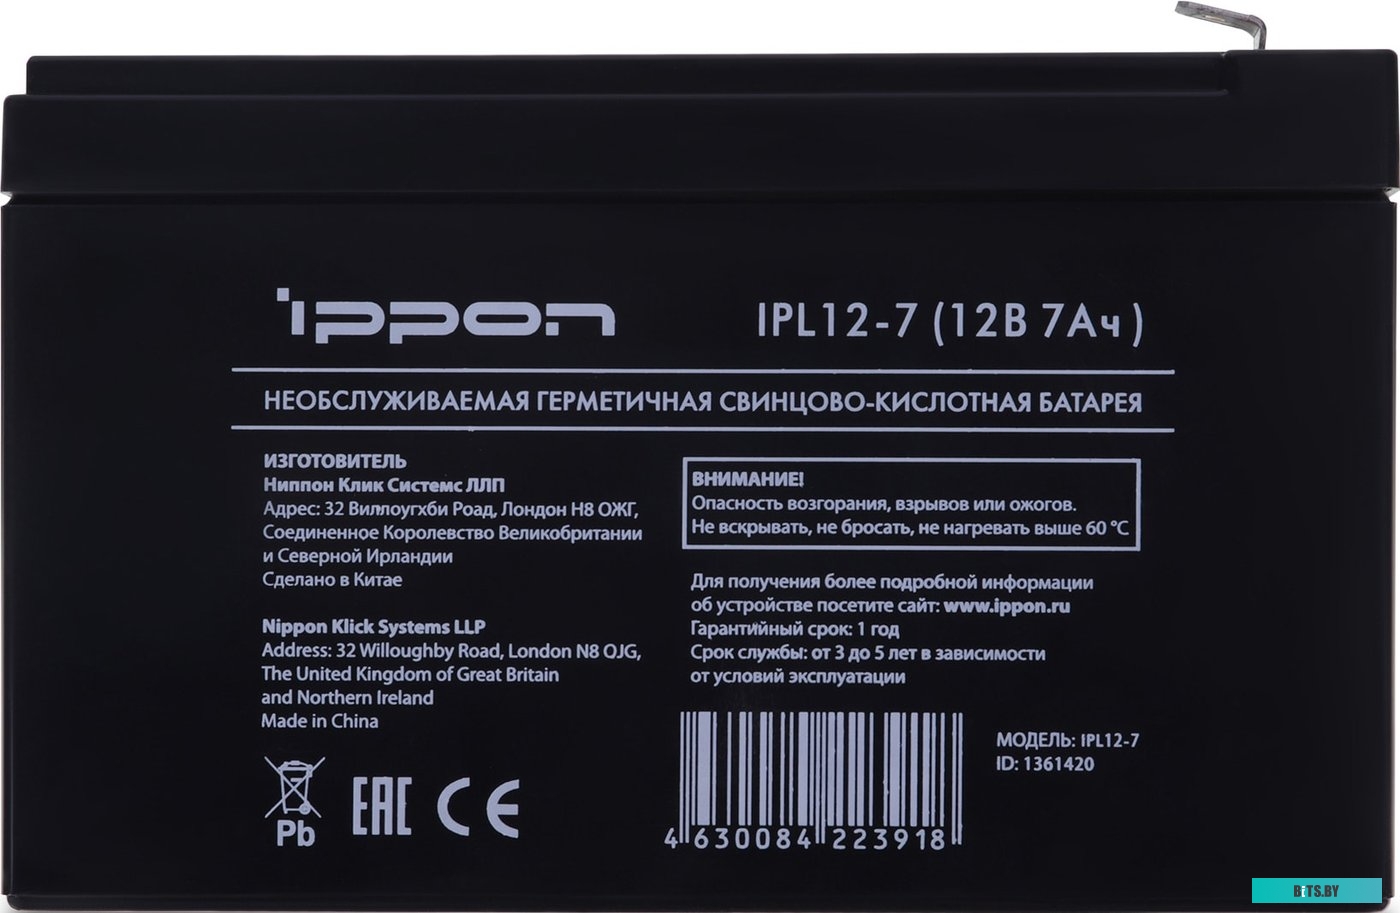 ippon
IPL12-7 (12В 7Ач)
НЕОБСЛУЖИВАЕМАЯ ГЕРМЕТИЧНАЯ СВИНЦОВО-КИСЛОТНАЯ БАТАРЕЯ
ИЗГОТОВИТЕЛЬ
Ниппон Клик Системс ЛЛП
Адрес: 32 Виллоугхби Роад, Лондон Н8 ОЖГ,
Соединенное Королевство Великобритании
и Северной Ирландии
Сделано в Китае
Nippon Klick Systems LLP
Address: 32 Willoughby Road, London N8 OJG,
The United Kingdom of Great Britain
and Northern Ireland
Made in China
Pb
EAC
CE
ВНИМАНИЕ!
Опасность возгорания, взрывов или ожогов.
Не вскрывать, не бросать, не нагревать выше 60 °C
Для получения более подробной информации
об устройстве посетите сайт: www.ippon.ru
Гарантийный срок: 1 год
Срок службы: от 3 до 5 лет в зависимости
от условий эксплуатации
4 630084 223918
МОДЕЛЬ: IPL12-7
ID: 1361420
BITS.BY